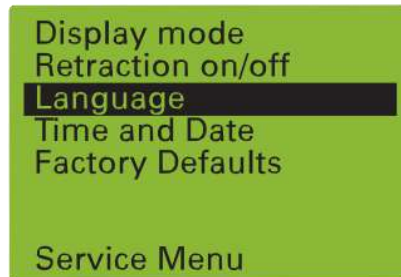 Display mode
Retraction on/off
Language
Time and Date
Factory Defaults
Service Menu